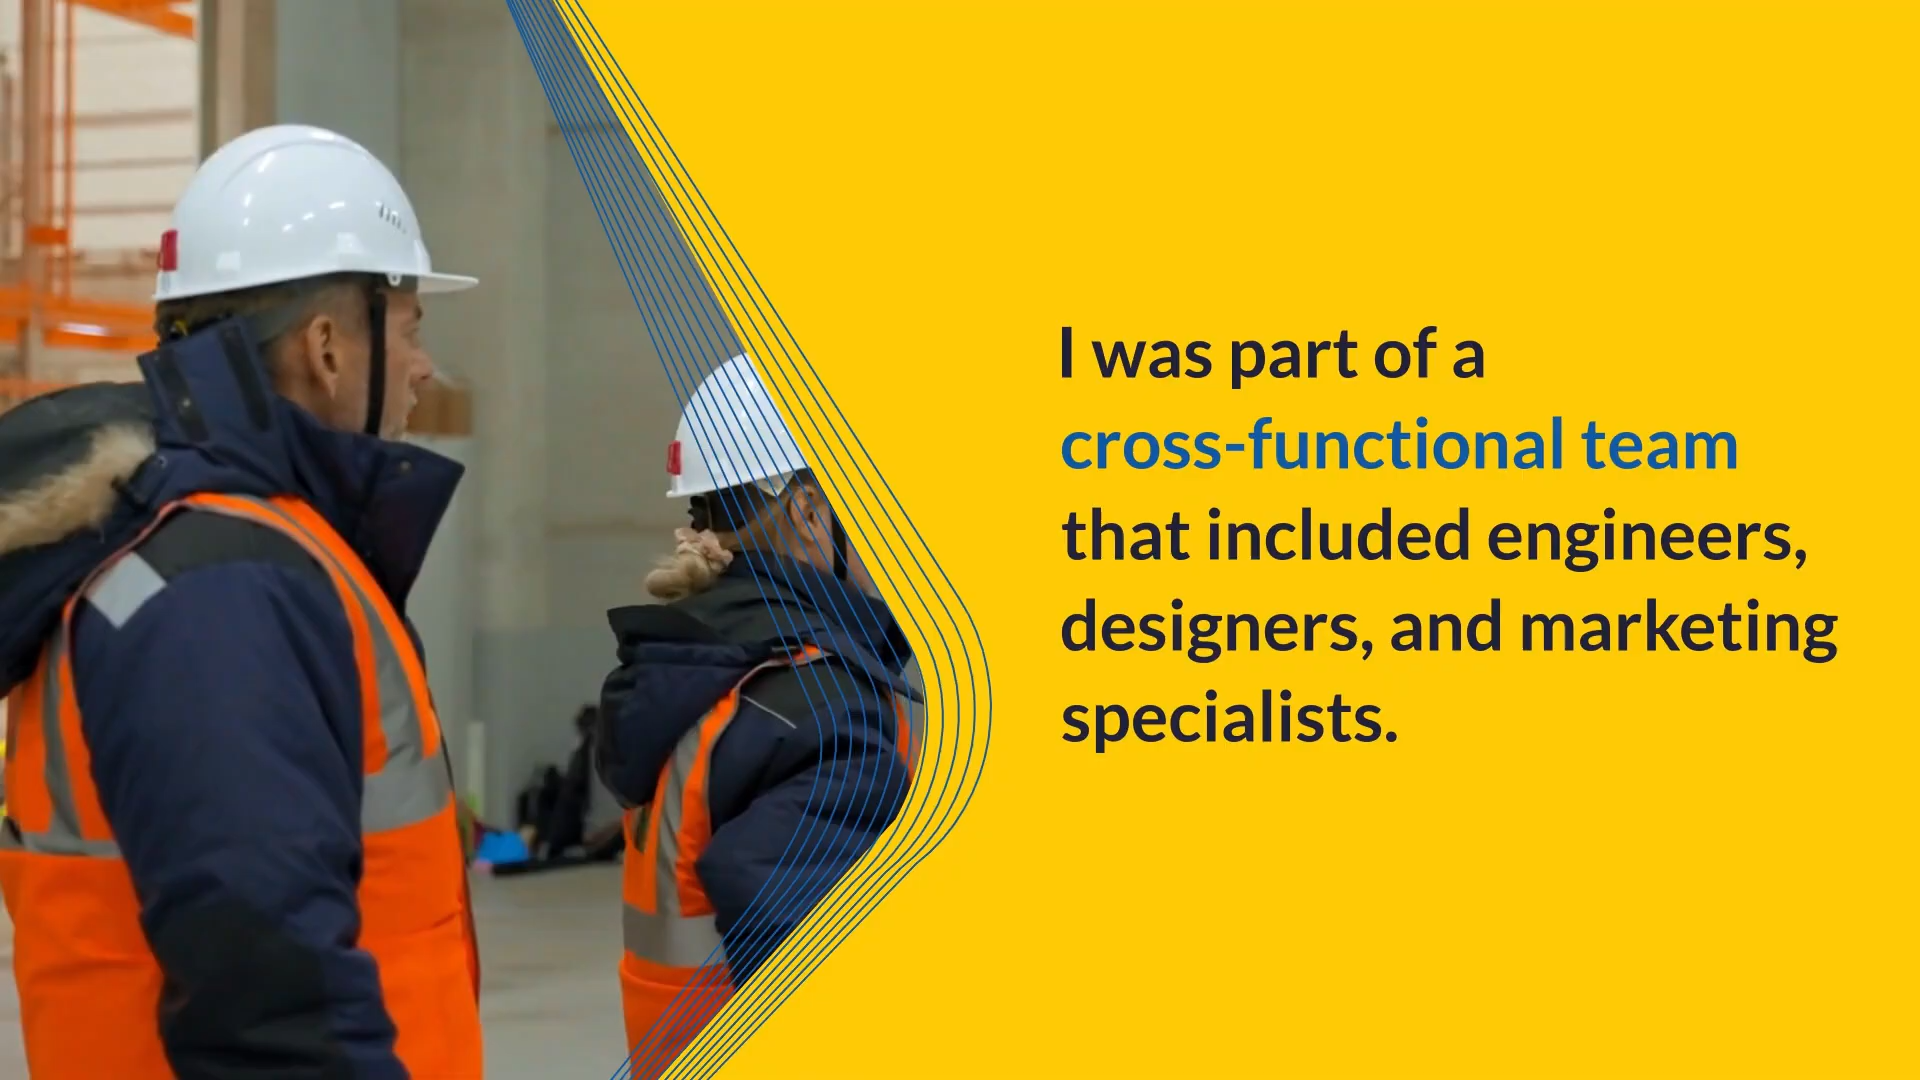 I was part of a
cross-functional team
that included engineers,
designers, and marketing
specialists.